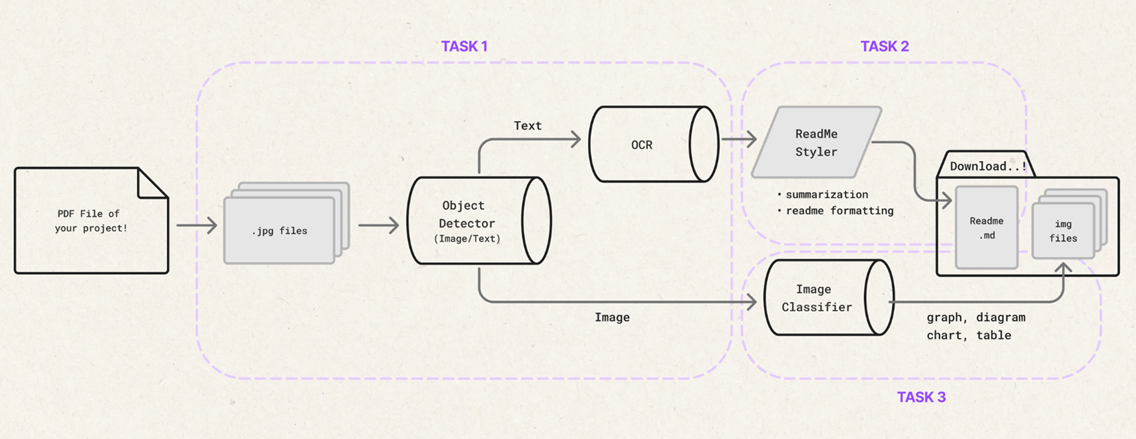 TASK 1
TASK 2
Text
OCR
ReadMe
Styler
Download..!
PDF File of
your project!
.jpg files
Object
Detector
(Image/Text)
• summarization
• readme formatting
Readme
.md
img
files
Image
Image
Classifier
graph, diagram
chart, table
TASK 3